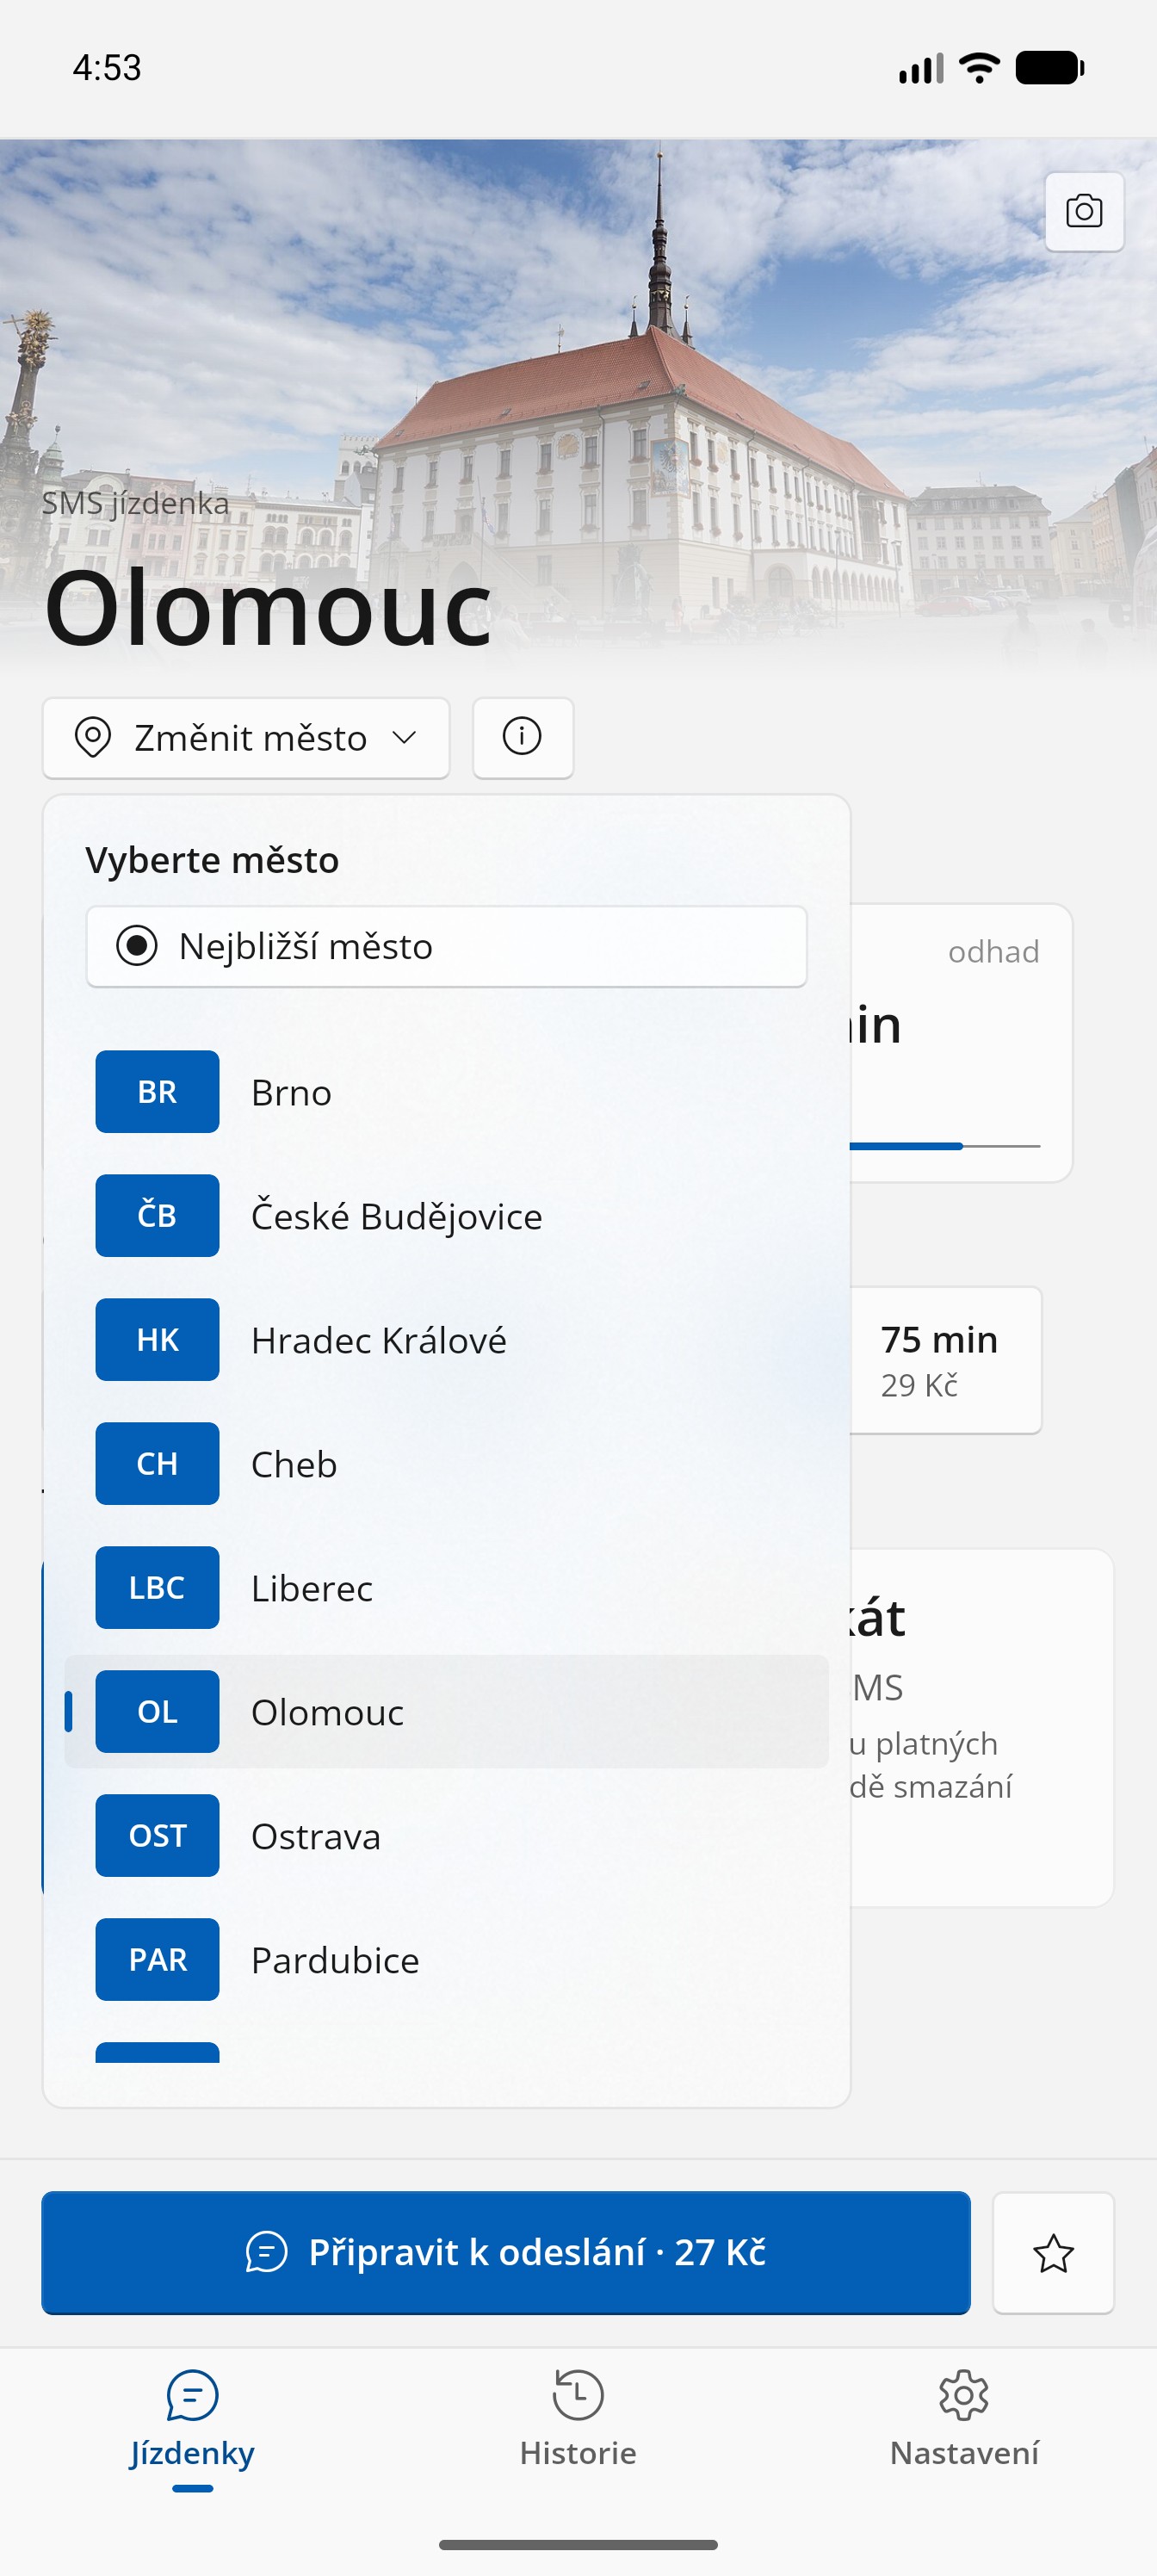 4:53
SMS jízdenka
Olomouc
Změnit město
Vyberte město
Nejbližší město
odhad
BR Brno
ČB České Budějovice
75 min
HK Hradec Králové
29 Kč
CH Cheb
LBC Liberec
MS
OL Olomouc
u platných
dě smazání
OST Ostrava
PAR Pardubice
Připravit k odeslání · 27 Kč
Jízdenky
Historie
Nastavení